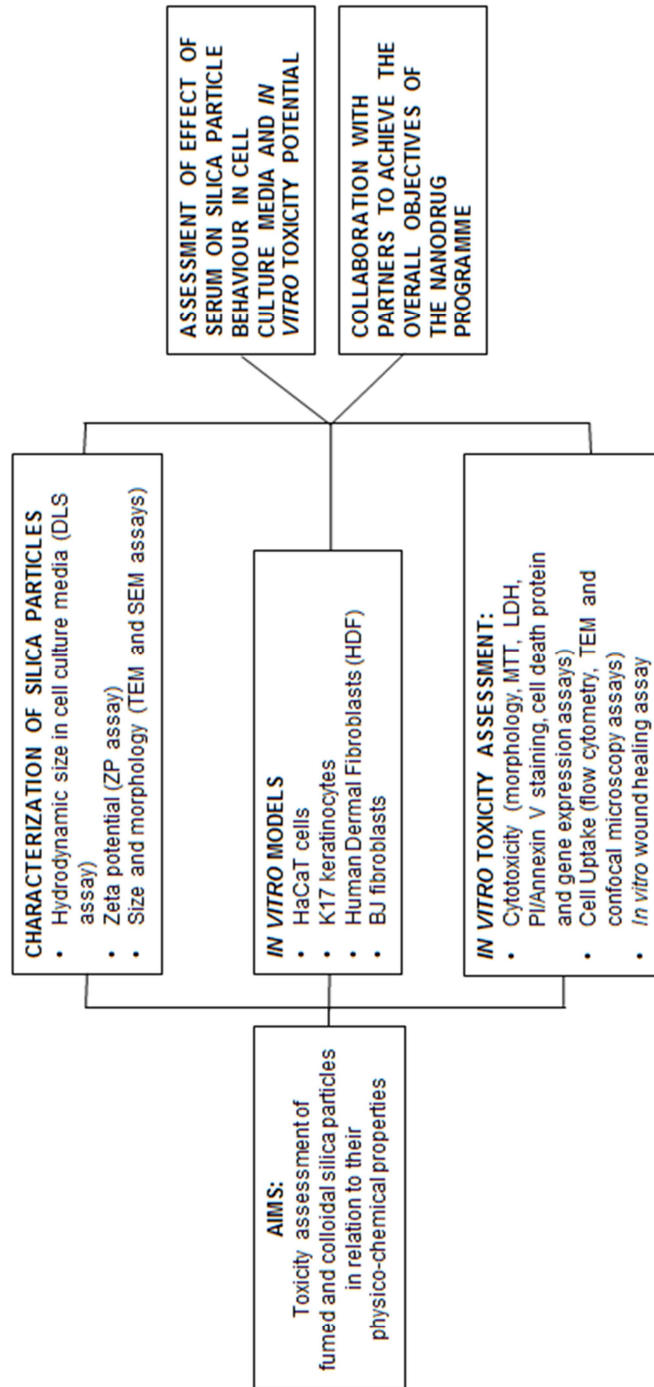 AIMS:
Toxicity assessment of
fumed and colloidal silica particles
in relation to their
physico-chemical properties
CHARACTERIZATION OF SILICA PARTICLES
• Hydrodynamic size in cell culture media (DLS
assay)
• Zeta potential (ZP assay)
• Size and morphology (TEM and SEM assays)
IN VITRO MODELS
• HaCaT cells
• K17 keratinocytes
• Human Dermal Fibroblasts (HDF)
• BJ fibroblasts
IN VITRO TOXICITY ASSESSMENT:
• Cytotoxicity (morphology, MTT, LDH,
PI/Annexin V staining, cell death protein
and gene expression assays)
• Cell Uptake (flow cytometry, TEM and
confocal microscopy assays)
• In vitro wound healing assay
ASSESSMENT OF EFFECT OF
SERUM ON SILICA PARTICLE
BEHAVIOUR IN CELL
CULTURE MEDIA AND IN
VITRO TOXICITY POTENTIAL
COLLABORATION WITH
PARTNERS TO ACHIEVE THE
OVERALL OBJECTIVES OF
THE NANODRUG
PROGRAMME